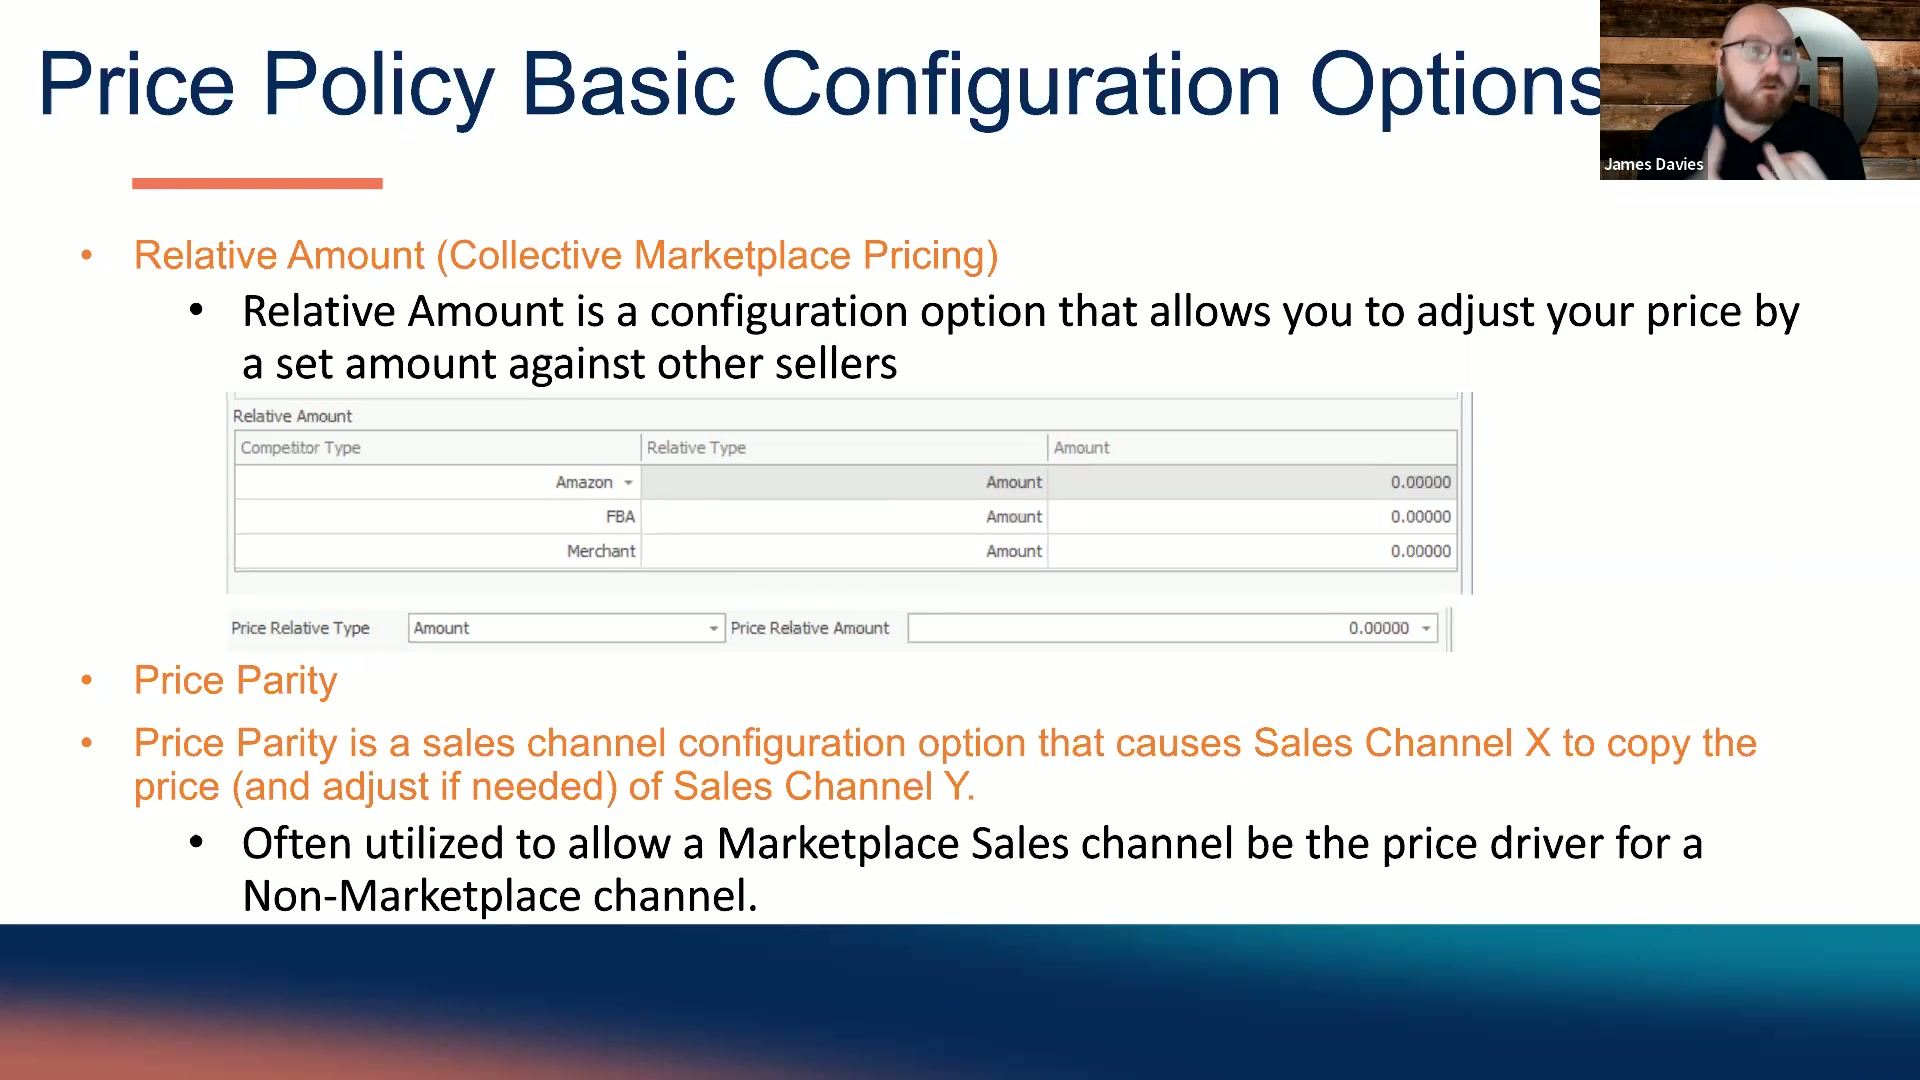 Price Policy Basic Configuration Options
James Davies
• Relative Amount (Collective Marketplace Pricing)
• Relative Amount is a configuration option that allows you to adjust your price by
a set amount against other sellers
Relative Amount
Competitor Type Relative Type Amount
Amazon Amount 0.00000
FBA Amount 0.00000
Merchant Amount 0.00000
Price Relative Type Amount Price Relative Amount 0.00000
• Price Parity
• Price Parity is a sales channel configuration option that causes Sales Channel X to copy the
price (and adjust if needed) of Sales Channel Y.
• Often utilized to allow a Marketplace Sales channel be the price driver for a
Non-Marketplace channel.